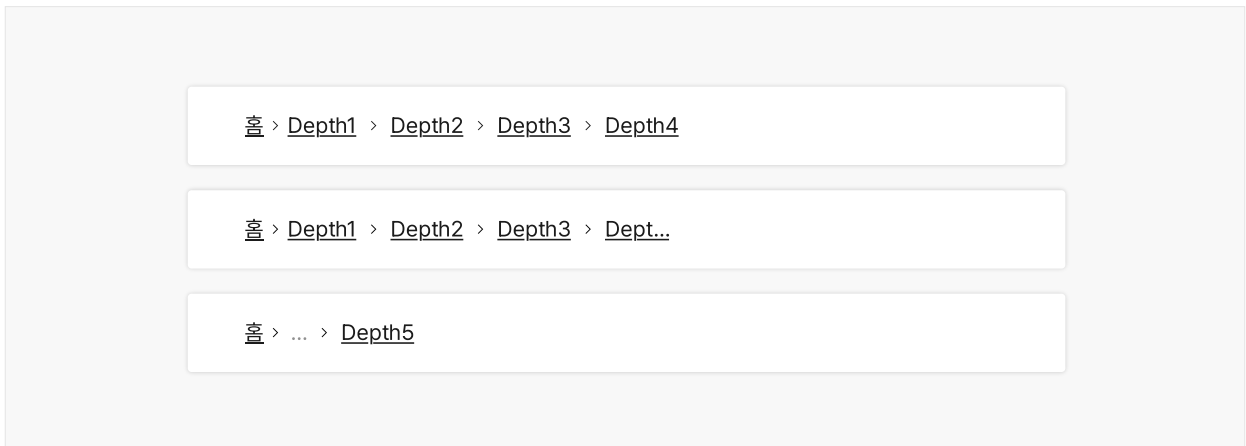 홈 > Depth1 > Depth2 > Depth3 > Depth4
홈 > Depth1 > Depth2 > Depth3 > Dept...
홈 > ... > Depth5